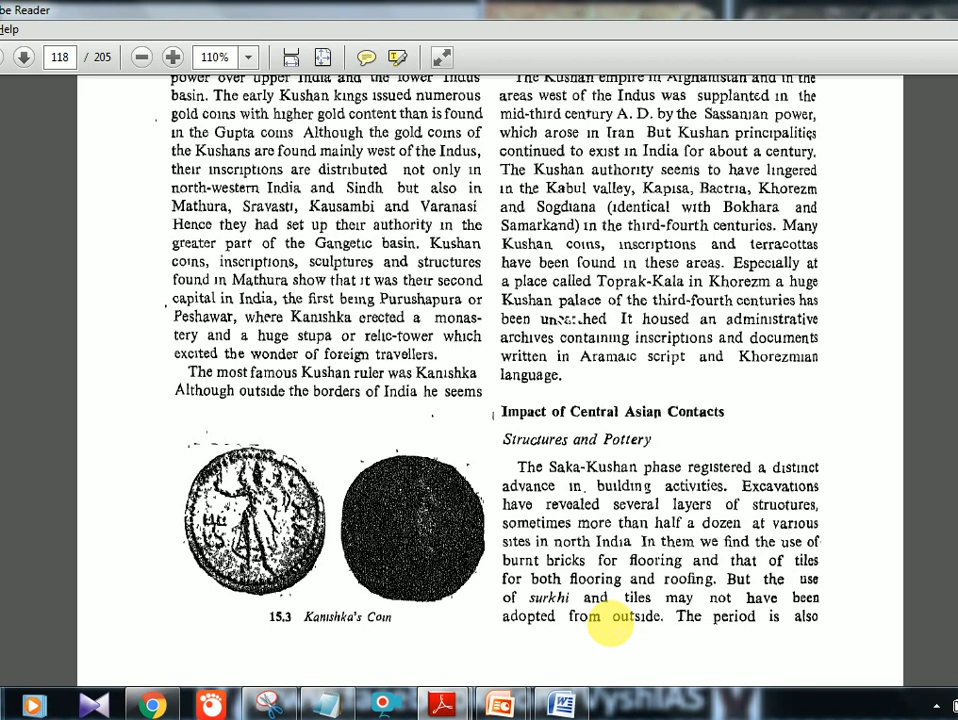 be Reader
Help
118 / 205
110%
power over upper India and the lower Indus
basin. The early Kushan kings issued numerous
gold coins with higher gold content than is found
in the Gupta coins Although the gold coins of
the Kushans are found mainly west of the Indus,
their inscriptions are distributed not only in
north-western India and Sindh but also in
Mathura, Sravasti, Kausambi and Varanasi
Hence they had set up their authority in the
greater part of the Gangetic basin. Kushan
coins, inscriptions, sculptures and structures
found in Mathura show that it was their second
capital in India, the first being Purushapura or
Peshawar, where Kanishka erected a monas-
tery and a huge stupa or relic-tower which
excited the wonder of foreign travellers.
The most famous Kushan ruler was Kanishka
Although outside the borders of India he seems
15.3 Kanishka's Coin
The Kushan empire in Afghanistan and in the
areas west of the Indus was supplanted in the
mid-third century A. D. by the Sassanian power,
which arose in Iran But Kushan principalities
continued to exist in India for about a century.
The Kushan authority seems to have lingered
in the Kabul valley, Kapisa, Bactria, Khorezm
and Sogdiana (identical with Bokhara and
Samarkand) in the third-fourth centuries. Many
Kushan coins, inscriptions and terracottas
have been found in these areas. Especially at
a place called Toprak-Kala in Khorezm a huge
Kushan palace of the third-fourth centuries has
been It housed an administrative
archives containing inscriptions and documents
written in Aramaic script and Khorezmian
language.
Impact of Central Asian Contacts
Structures and Pottery
The Saka-Kushan phase registered a distinct
advance in building activities. Excavations
have revealed several layers of structures,
sometimes more than half a dozen at various
sites in north India In them we find the use of
burnt bricks for flooring and that of tiles
for both flooring and roofing. But the use
of surkhi and tiles may not have been
adopted from outside. The period is also